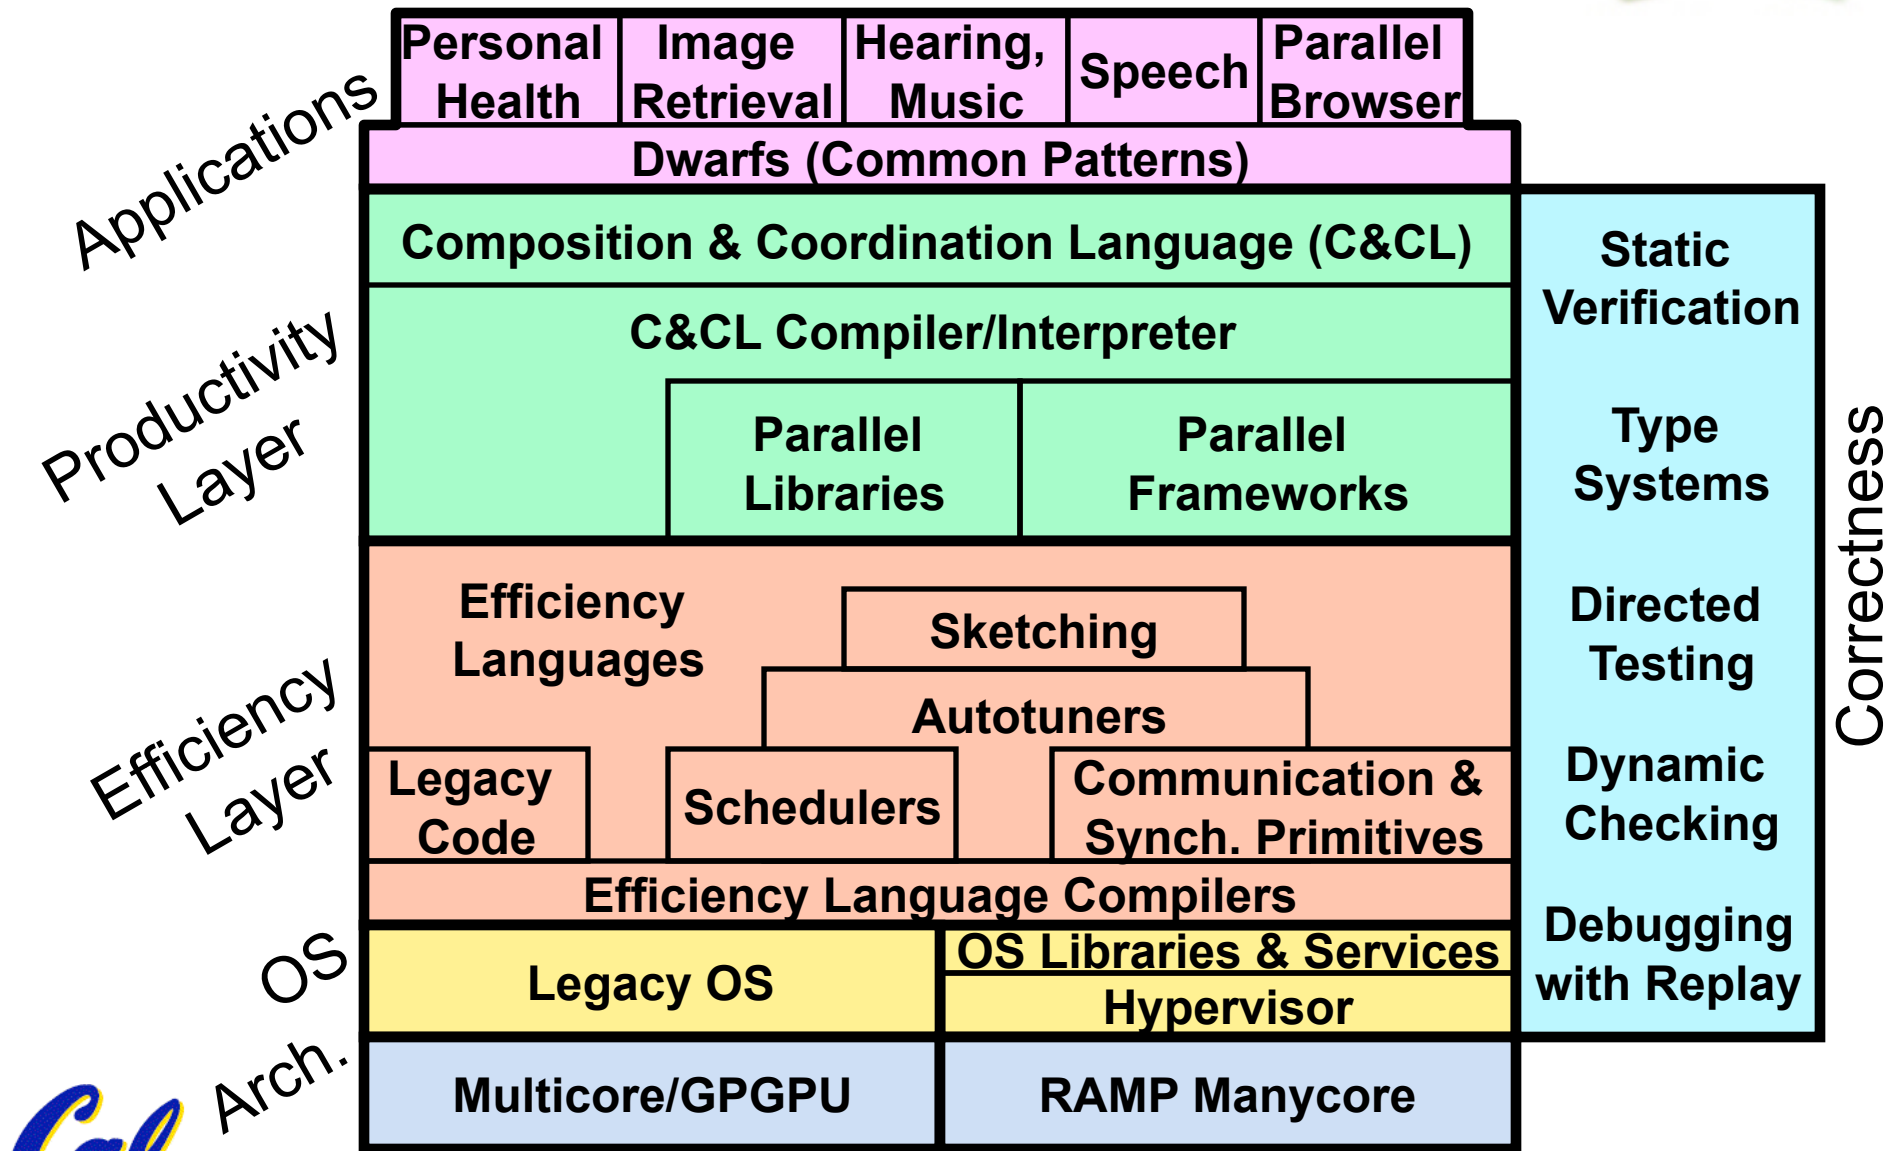 Personal
Health
Image
Retrieval
Hearing,
Music
Speech
Parallel
Browser
Applications
Dwarfs (Common Patterns)
Composition & Coordination Language (C&CL)
C&CL Compiler/Interpreter
Productivity
Layer
Parallel
Libraries
Parallel
Frameworks
Efficiency
Languages
Sketching
Autotuners
Efficiency
Layer
Legacy
Code
Schedulers
Communication &
Synch. Primitives
Efficiency Language Compilers
OS
Legacy OS
OS Libraries & Services
Hypervisor
Arch.
Multicore/GPGPU
RAMP Manycore
Static
Verification
Type
Systems
Directed
Testing
Dynamic
Checking
Debugging
with Replay
Correctness
Cal